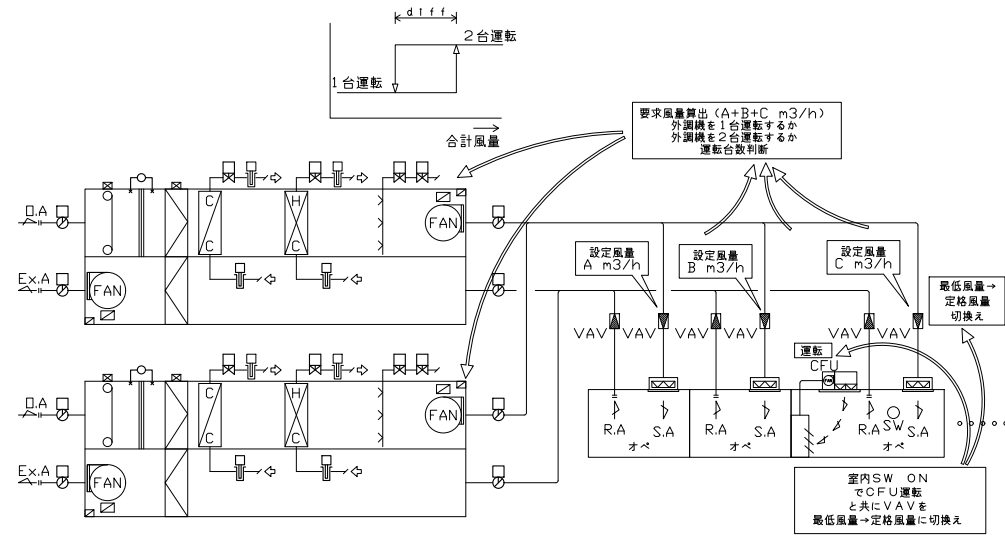 diff
2台運転
1台運転
合計風量
要求風量算出（A+B+C m3/h）
外調機を1台運転するか
外調機を2台運転するか
運転台数判断
O.A
C
C
H
C
FAN
Ex.A
FAN
設定風量
A m3/h
設定風量
B m3/h
設定風量
C m3/h
最低風量→
定格風量
切換え
VAV
VAV
VAV
VAV
VAV
VAV
運転
CFU
FAN
O.A
C
C
H
C
FAN
Ex.A
FAN
R.A
S.A
オペ
R.A
S.A
オペ
R.A
SW
S.A
オペ
室内SW ON
でCFU運転
と共にVAVを
最低風量→定格風量に切換え